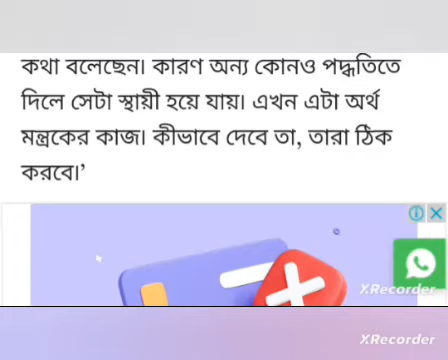 কথা বলেছেন। কারণ অন্য কোনও পদ্ধতিতে
দিলে সেটা স্থায়ী হয়ে যায়। এখন এটা অর্থ
মন্ত্রকের কাজ। কীভাবে দেবে তা, তারা ঠিক
করবে।’
XRecorder
XRecorder